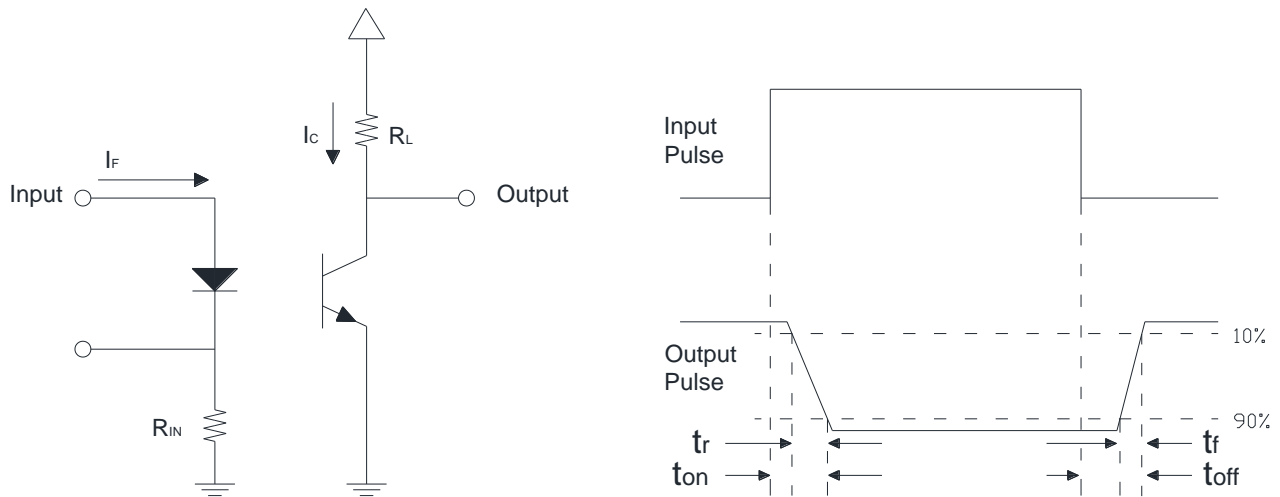 Input
IF
IC
RL
Output
RIN
Input
Pulse
Output
Pulse
10%
90%
tr
tf
ton
toff